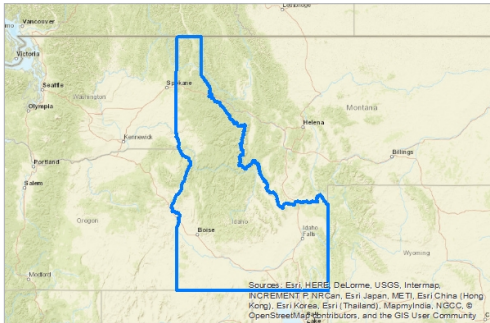 Lethbridge
Vancouver
Victoria
Seattle
Spokane
Washington
Olympia
Montana
Helena
Kennewick
Billings
Portland
Salem
Oregon
Idaho
Boise
Idaho
Falls
Wyoming
Medford
Sources: Esri, HERE, DeLorme, USGS, Intermap,
INCREMENT P, NRCan, Esri Japan, METI, Esri China (Hong
Kong), Esri Korea, Esri (Thailand), MapmyIndia, NGCC, ©
OpenStreetMap contributors, and the GIS User Community